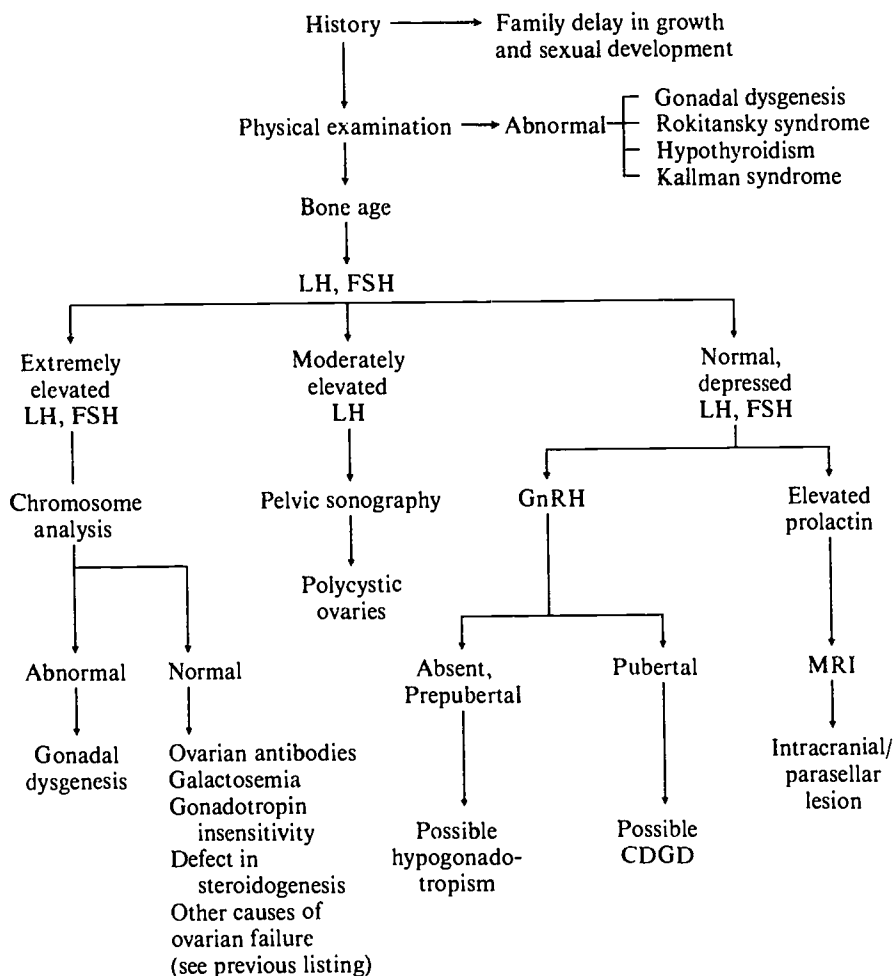 History
Family delay in growth
and sexual development
Physical examination
Abnormal
Gonadal dysgenesis
Rokitansky syndrome
Hypothyroidism
Kallman syndrome
Bone age
LH, FSH
Extremely
elevated
LH, FSH
Moderately
elevated
LH
Normal,
depressed
LH, FSH
Chromosome
analysis
Pelvic sonography
GnRH
Elevated
prolactin
Polycystic
ovaries
Abnormal
Normal
Absent,
Prepubertal
Pubertal
MRI
Gonadal
dysgenesis
Ovarian antibodies
Galactosemia
Gonadotropin
insensitivity
Defect in
steroidogenesis
Other causes of
ovarian failure
(see previous listing)
Possible
hypogonado-
tropism
Possible
CDGD
Intracranial/
parasellar
lesion